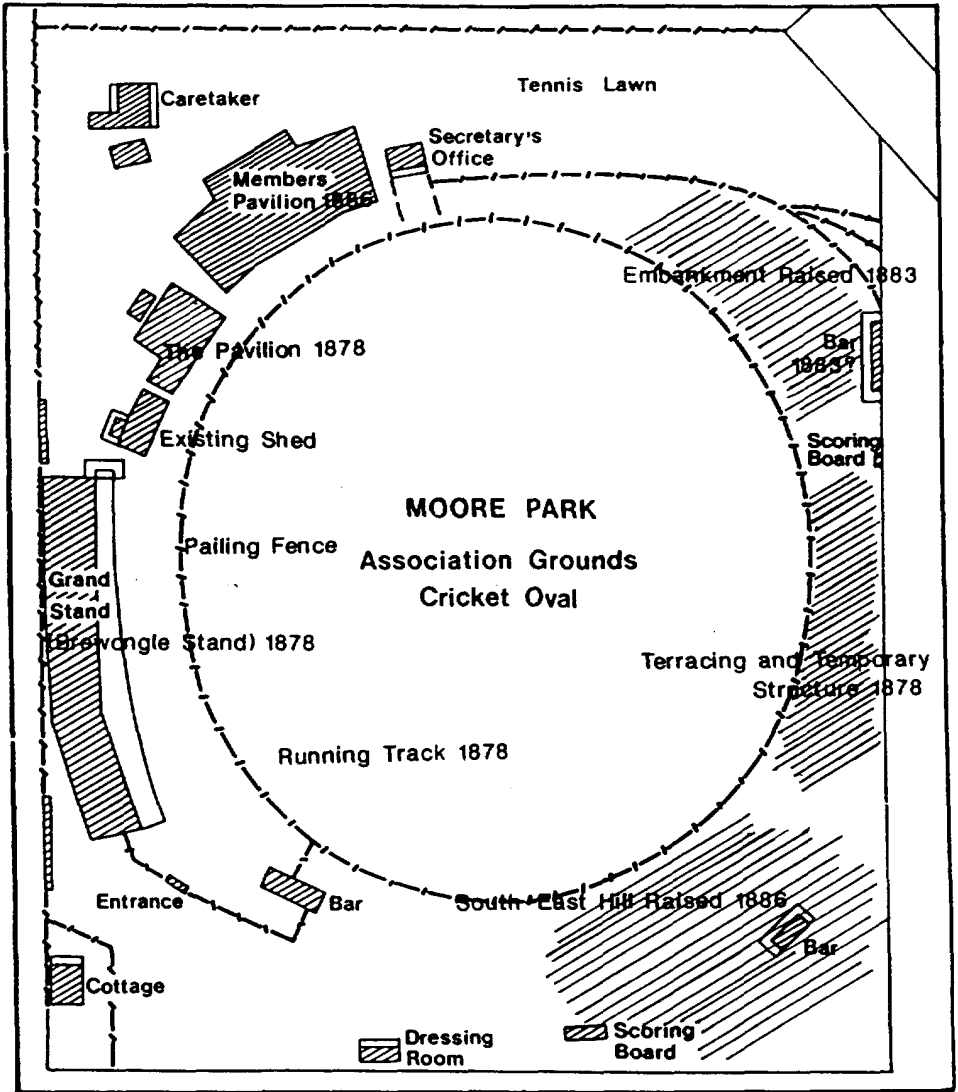 Tennis Lawn
Caretaker
Secretary's
Office
Members
Pavilion 1886
Embankment Raised 1883
The Pavilion 1878
Bar
1883?
Existing Shed
Scoring
Board
MOORE PARK
Association Grounds
Cricket Oval
Pailing Fence
Grand
Stand
(Brewongle Stand) 1878
Terracing and Temporary
Structure 1878
Running Track 1878
Entrance
Bar
South East Hill Raised 1886
Bar
Cottage
Dressing
Room
Scoring
Board